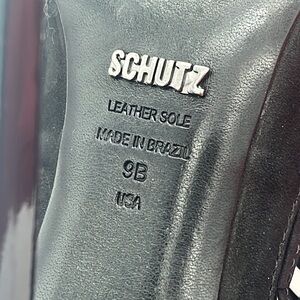 SCHUTZ
LEATHER SOLE
MADE IN BRAZIL
9B
USA